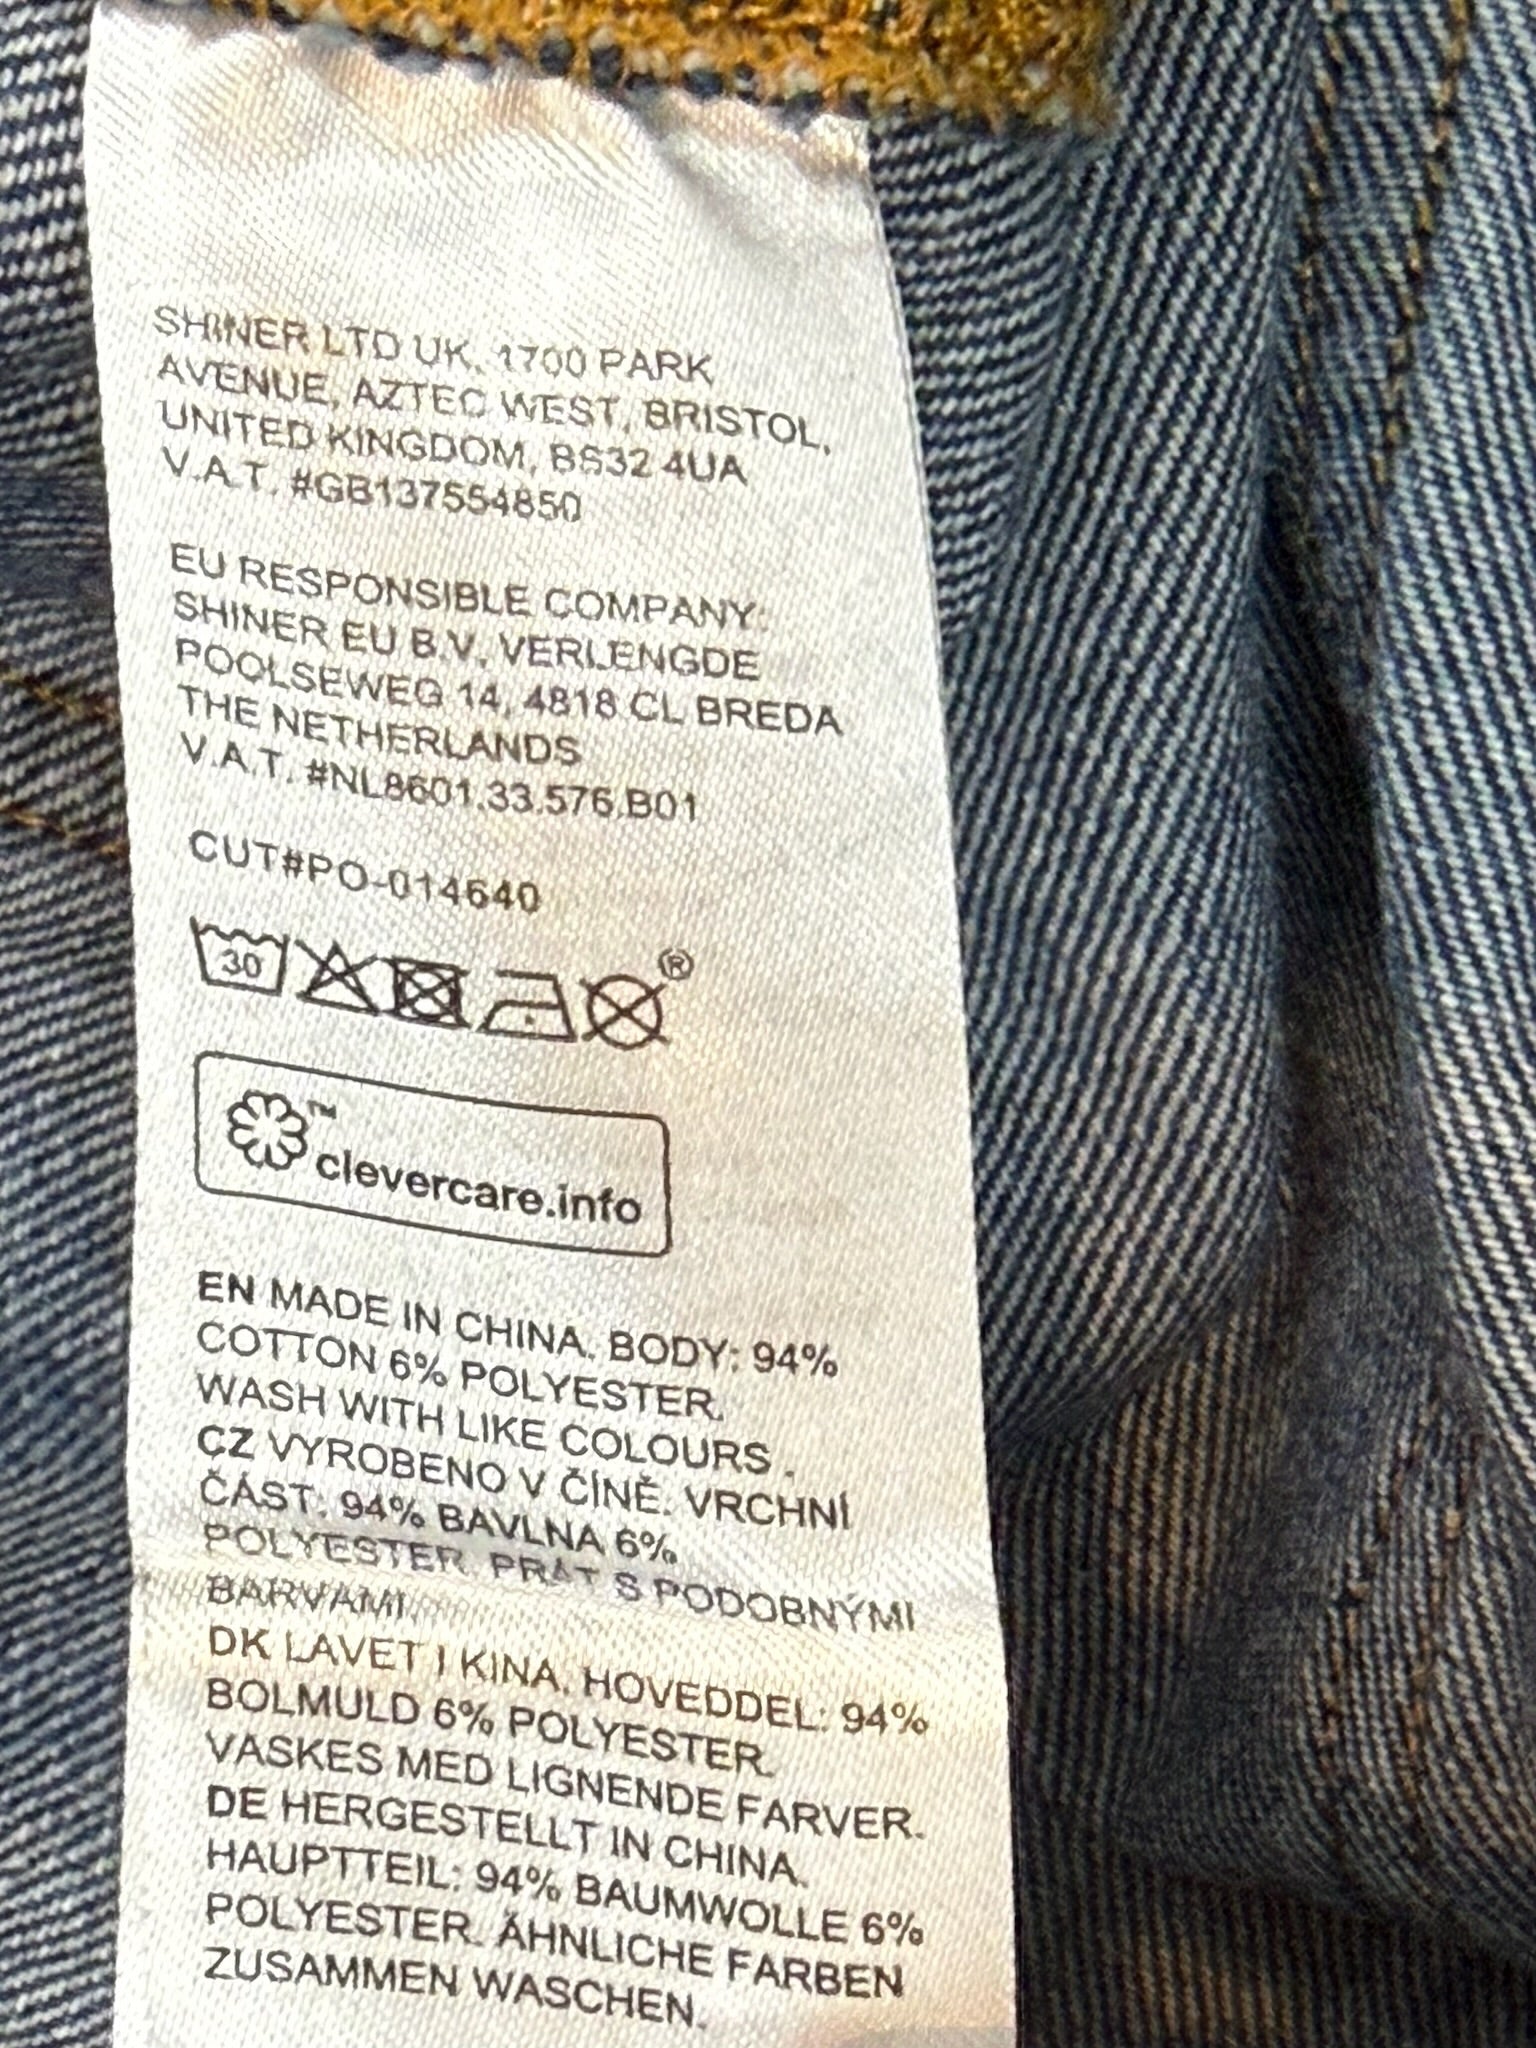 SHINER LTD UK, 1700 PARK
AVENUE, AZTEC WEST, BRISTOL,
UNITED KINGDOM, BS32 4UA
V.A.T. #GB137554850
EU RESPONSIBLE COMPANY:
SHINER EU B.V. VERLENGDE
POOLSEWEG 14, 4818 CL BREDA
THE NETHERLANDS
V.A.T. #NL8601.33.576.B01
CUT#PO-014640
30 ®
™
clevercare.info
EN MADE IN CHINA. BODY: 94%
COTTON 6% POLYESTER.
WASH WITH LIKE COLOURS .
CZ VYROBENO V ČÍNĚ. VRCHNÍ
ČÁST: 94% BAVLNA 6%
POLYESTER. PRÁT S PODOBNÝMI
BARVAMI.
DK LAVET I KINA. HOVEDDEL: 94%
BOLMULD 6% POLYESTER.
VASKES MED LIGNENDE FARVER.
DE HERGESTELLT IN CHINA.
HAUPTTEIL: 94% BAUMWOLLE 6%
POLYESTER. ÄHNLICHE FARBEN
ZUSAMMEN WASCHEN.